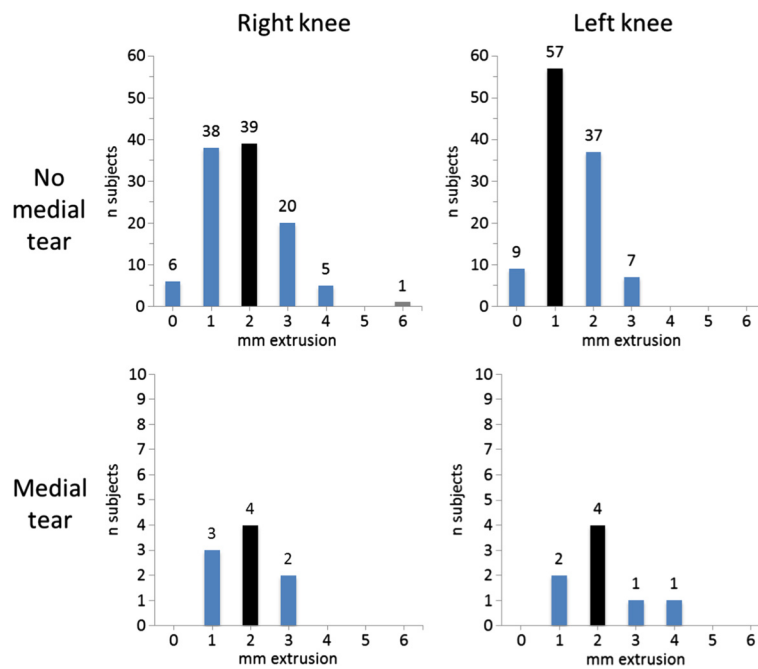 Right knee
Left knee
No
medial
tear
n subjects
60
50
40
30
20
10
0
6
38
39
20
5
1
0 1 2 3 4 5 6
mm extrusion
n subjects
60
50
40
30
20
10
0
9
57
37
7
0 1 2 3 4 5 6
mm extrusion
Medial
tear
n subjects
10
9
8
7
6
5
4
3
2
1
0
3
4
2
0 1 2 3 4 5 6
mm extrusion
n subjects
10
9
8
7
6
5
4
3
2
1
0
2
4
1
1
0 1 2 3 4 5 6
mm extrusion